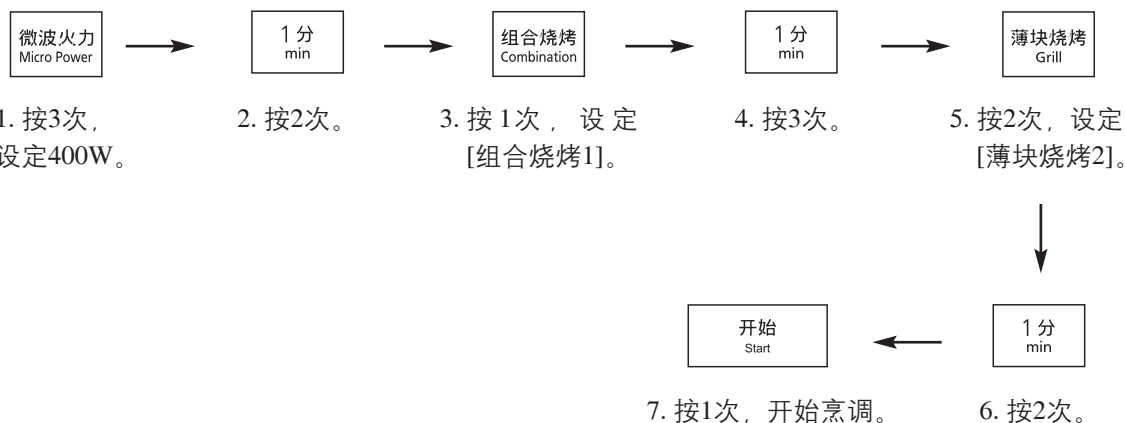 微波火力
Micro Power
1 分
min
组合烧烤
Combination
1 分
min
薄块烧烤
Grill
1. 按3次，
设定400W。
2. 按2次。
3. 按 1次 ， 设 定
[组合烧烤1]。
4. 按3次。
5. 按2次，设定
[薄块烧烤2]。
开始
Start
1 分
min
7. 按1次，开始烹调。
6. 按2次。